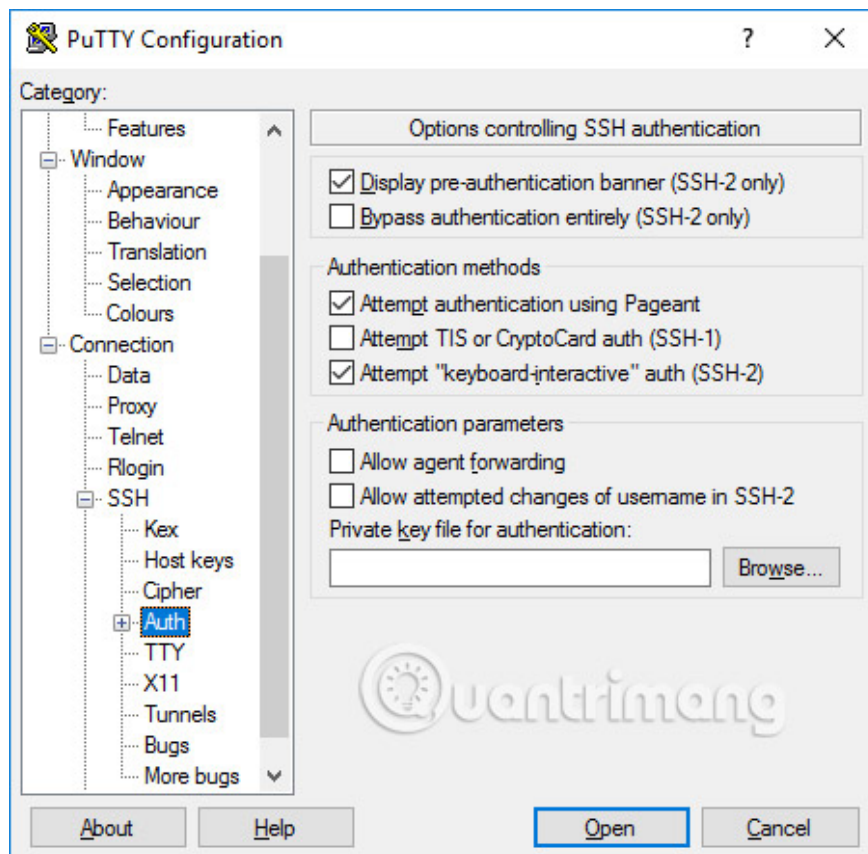 PuTTY Configuration
?
Category:
Features
Window
Appearance
Behaviour
Translation
Selection
Colours
Connection
Data
Proxy
Telnet
Rlogin
SSH
Kex
Host keys
Cipher
Auth
TTY
X11
Tunnels
Bugs
More bugs
Options controlling SSH authentication
Display pre-authentication banner (SSH-2 only)
Bypass authentication entirely (SSH-2 only)
Authentication methods
Attempt authentication using Pageant
Attempt TIS or CryptoCard auth (SSH-1)
Attempt "keyboard-interactive" auth (SSH-2)
Authentication parameters
Allow agent forwarding
Allow attempted changes of username in SSH-2
Private key file for authentication:
Browse...
Quantrimang
About
Help
Open
Cancel